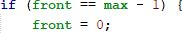 if (front == max - 1) {
    front = 0;